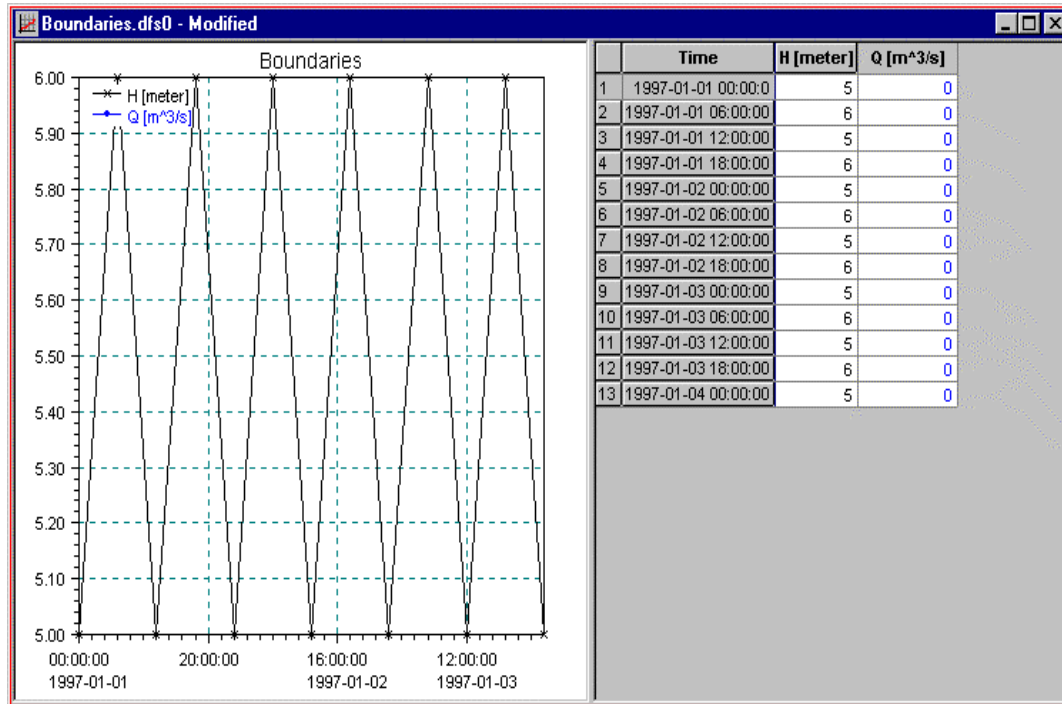 Boundaries.dfs0 - Modified
Boundaries
6.00
5.90
5.80
5.70
5.60
5.50
5.40
5.30
5.20
5.10
5.00
H [meter]
Q [m^3/s]
00:00:00 20:00:00 16:00:00 12:00:00
1997-01-01 1997-01-02 1997-01-03
Time H [meter] Q [m^3/s]
1 1997-01-01 00:00:0 5 0
2 1997-01-01 06:00:00 6 0
3 1997-01-01 12:00:00 5 0
4 1997-01-01 18:00:00 6 0
5 1997-01-02 00:00:00 5 0
6 1997-01-02 06:00:00 6 0
7 1997-01-02 12:00:00 5 0
8 1997-01-02 18:00:00 6 0
9 1997-01-03 00:00:00 5 0
10 1997-01-03 06:00:00 6 0
11 1997-01-03 12:00:00 5 0
12 1997-01-03 18:00:00 6 0
13 1997-01-04 00:00:00 5 0